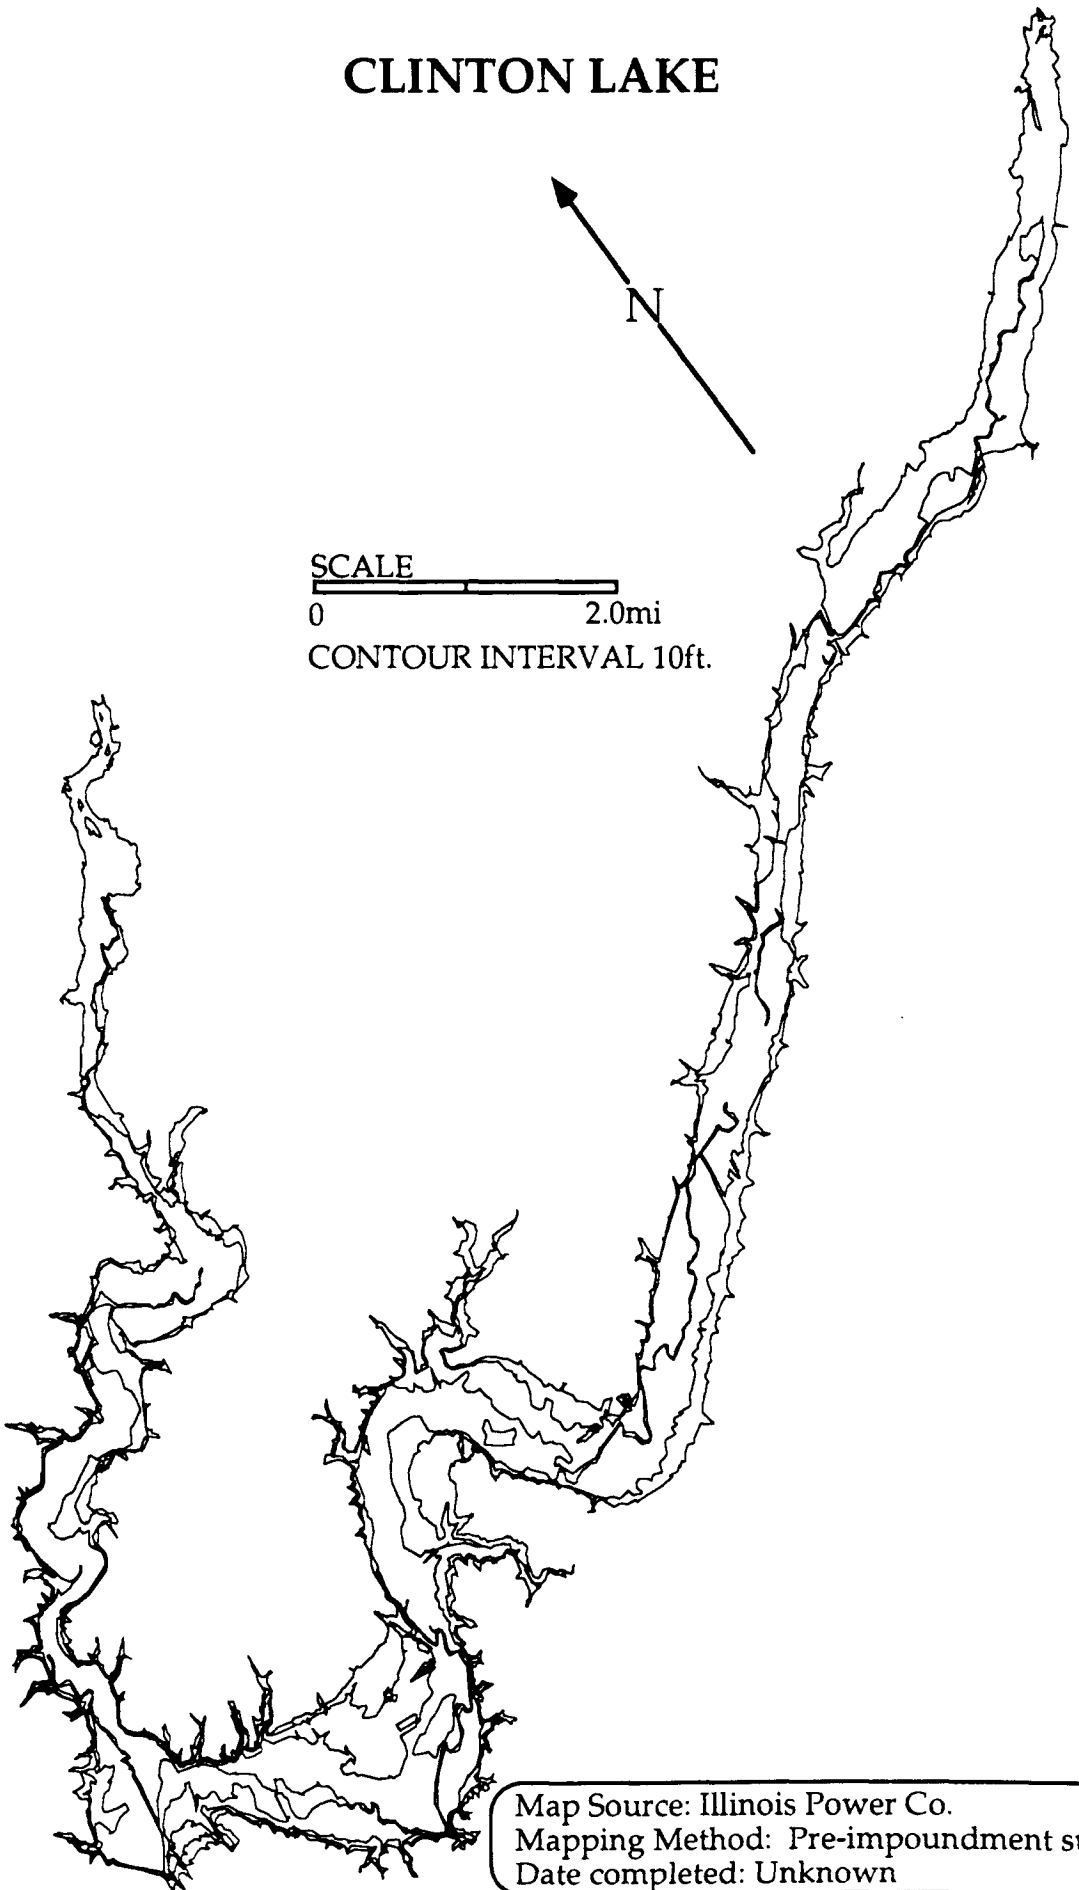 CLINTON LAKE
N
SCALE
0 2.0mi
CONTOUR INTERVAL 10ft.
Map Source: Illinois Power Co.
Mapping Method: Pre-impoundment
Date completed: Unknown